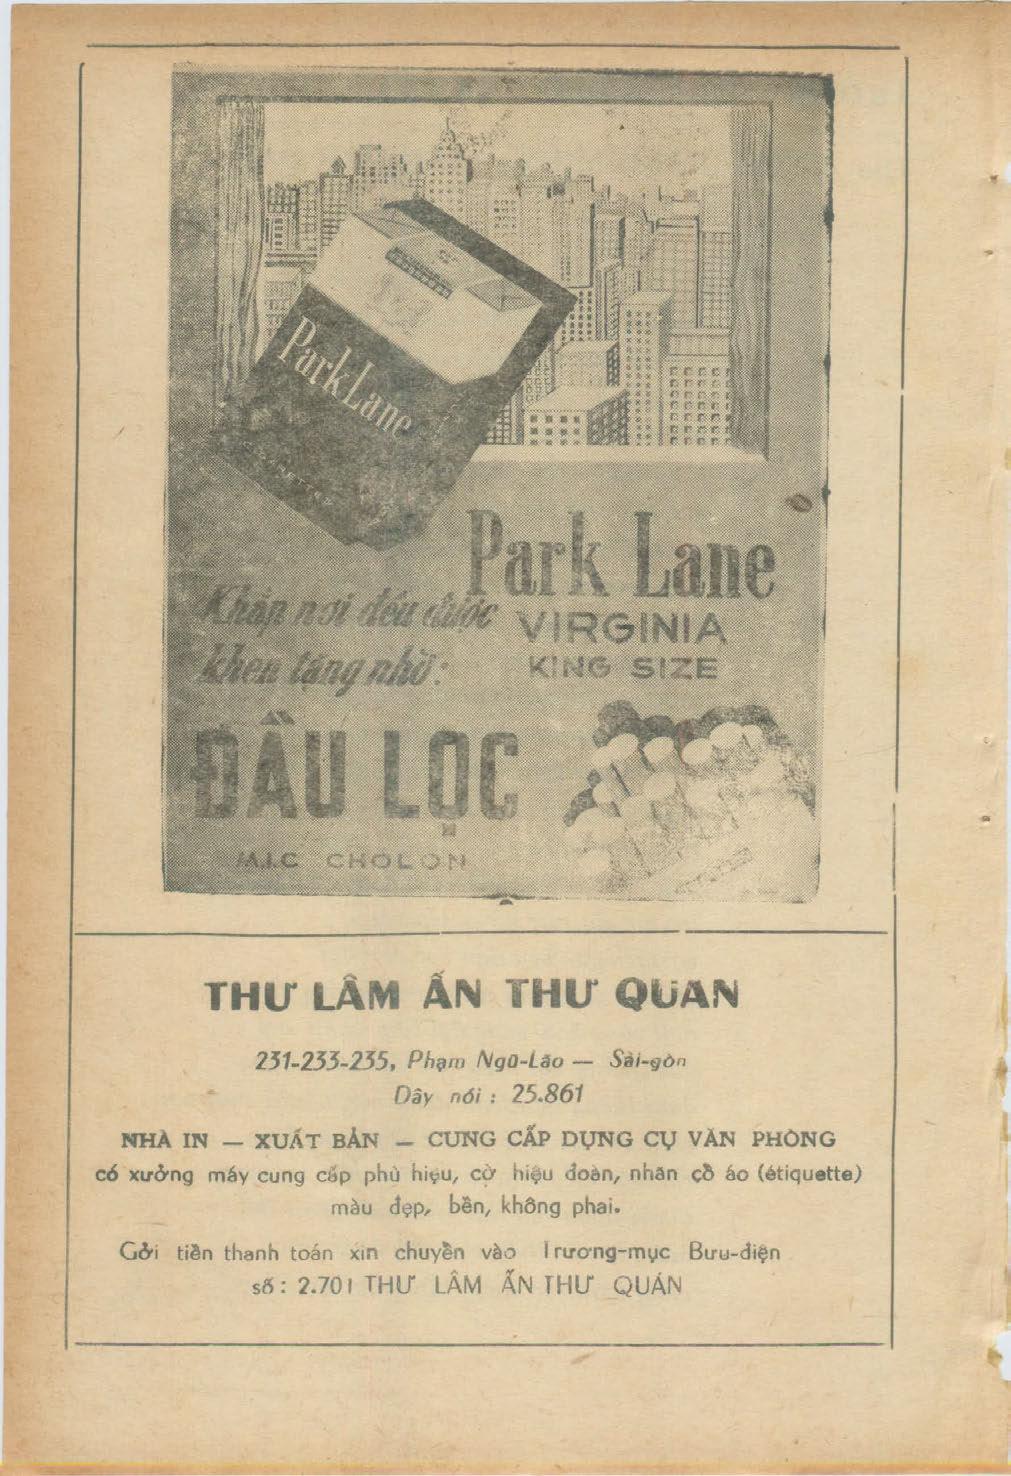 Park Lane
Park Lane
Khắp nơi đều được
VIRGINIA
khen tặng nhờ:
KING SIZE
ĐẦU LỌC
M.I.C CHOLON
THƯ LÂM ẤN THƯ QUAN
231-233-235, Phạm Ngũ-Lão — Sài-gòn
Dây nói : 25.861
NHÀ IN — XUẤT BẢN — CUNG CẤP DỤNG CỤ VĂN PHÒNG
có xưởng máy cung cấp phù hiệu, cờ hiệu đoàn, nhãn cồ áo (étiquette)
màu đẹp, bền, không phai.
Gởi tiền thanh toán xin chuyền vào Trương-mục Bưu-điện
số : 2.701 THƯ LÂM ẤN THƯ QUÁN